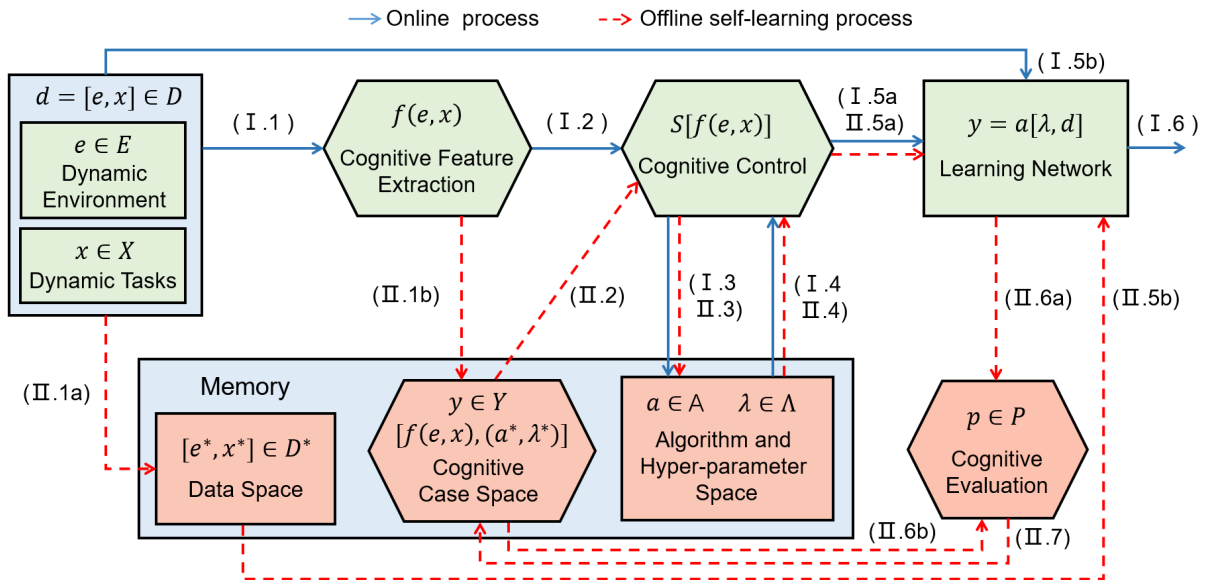 Online process
Offline self-learning process
d = [e, x] ∈ D
e ∈ E
Dynamic
Environment
x ∈ X
Dynamic Tasks
(Ⅰ.1)
f(e, x)
Cognitive Feature
Extraction
(Ⅰ.2)
S[f(e, x)]
Cognitive Control
(Ⅰ.5a
Ⅱ.5a)
(Ⅰ.5b)
y = a[λ, d]
Learning Network
(Ⅰ.6)
(Ⅱ.1b)
(Ⅱ.2)
(Ⅰ.3
Ⅱ.3)
(Ⅰ.4
Ⅱ.4)
(Ⅱ.6a)
(Ⅱ.5b)
(Ⅱ.1a)
Memory
[e*, x*] ∈ D*
Data Space
y ∈ Y
[f(e, x), (a*, λ*)]
Cognitive
Case Space
a ∈ A λ ∈ Λ
Algorithm and
Hyper-parameter
Space
p ∈ P
Cognitive
Evaluation
(Ⅱ.6b)
(Ⅱ.7)